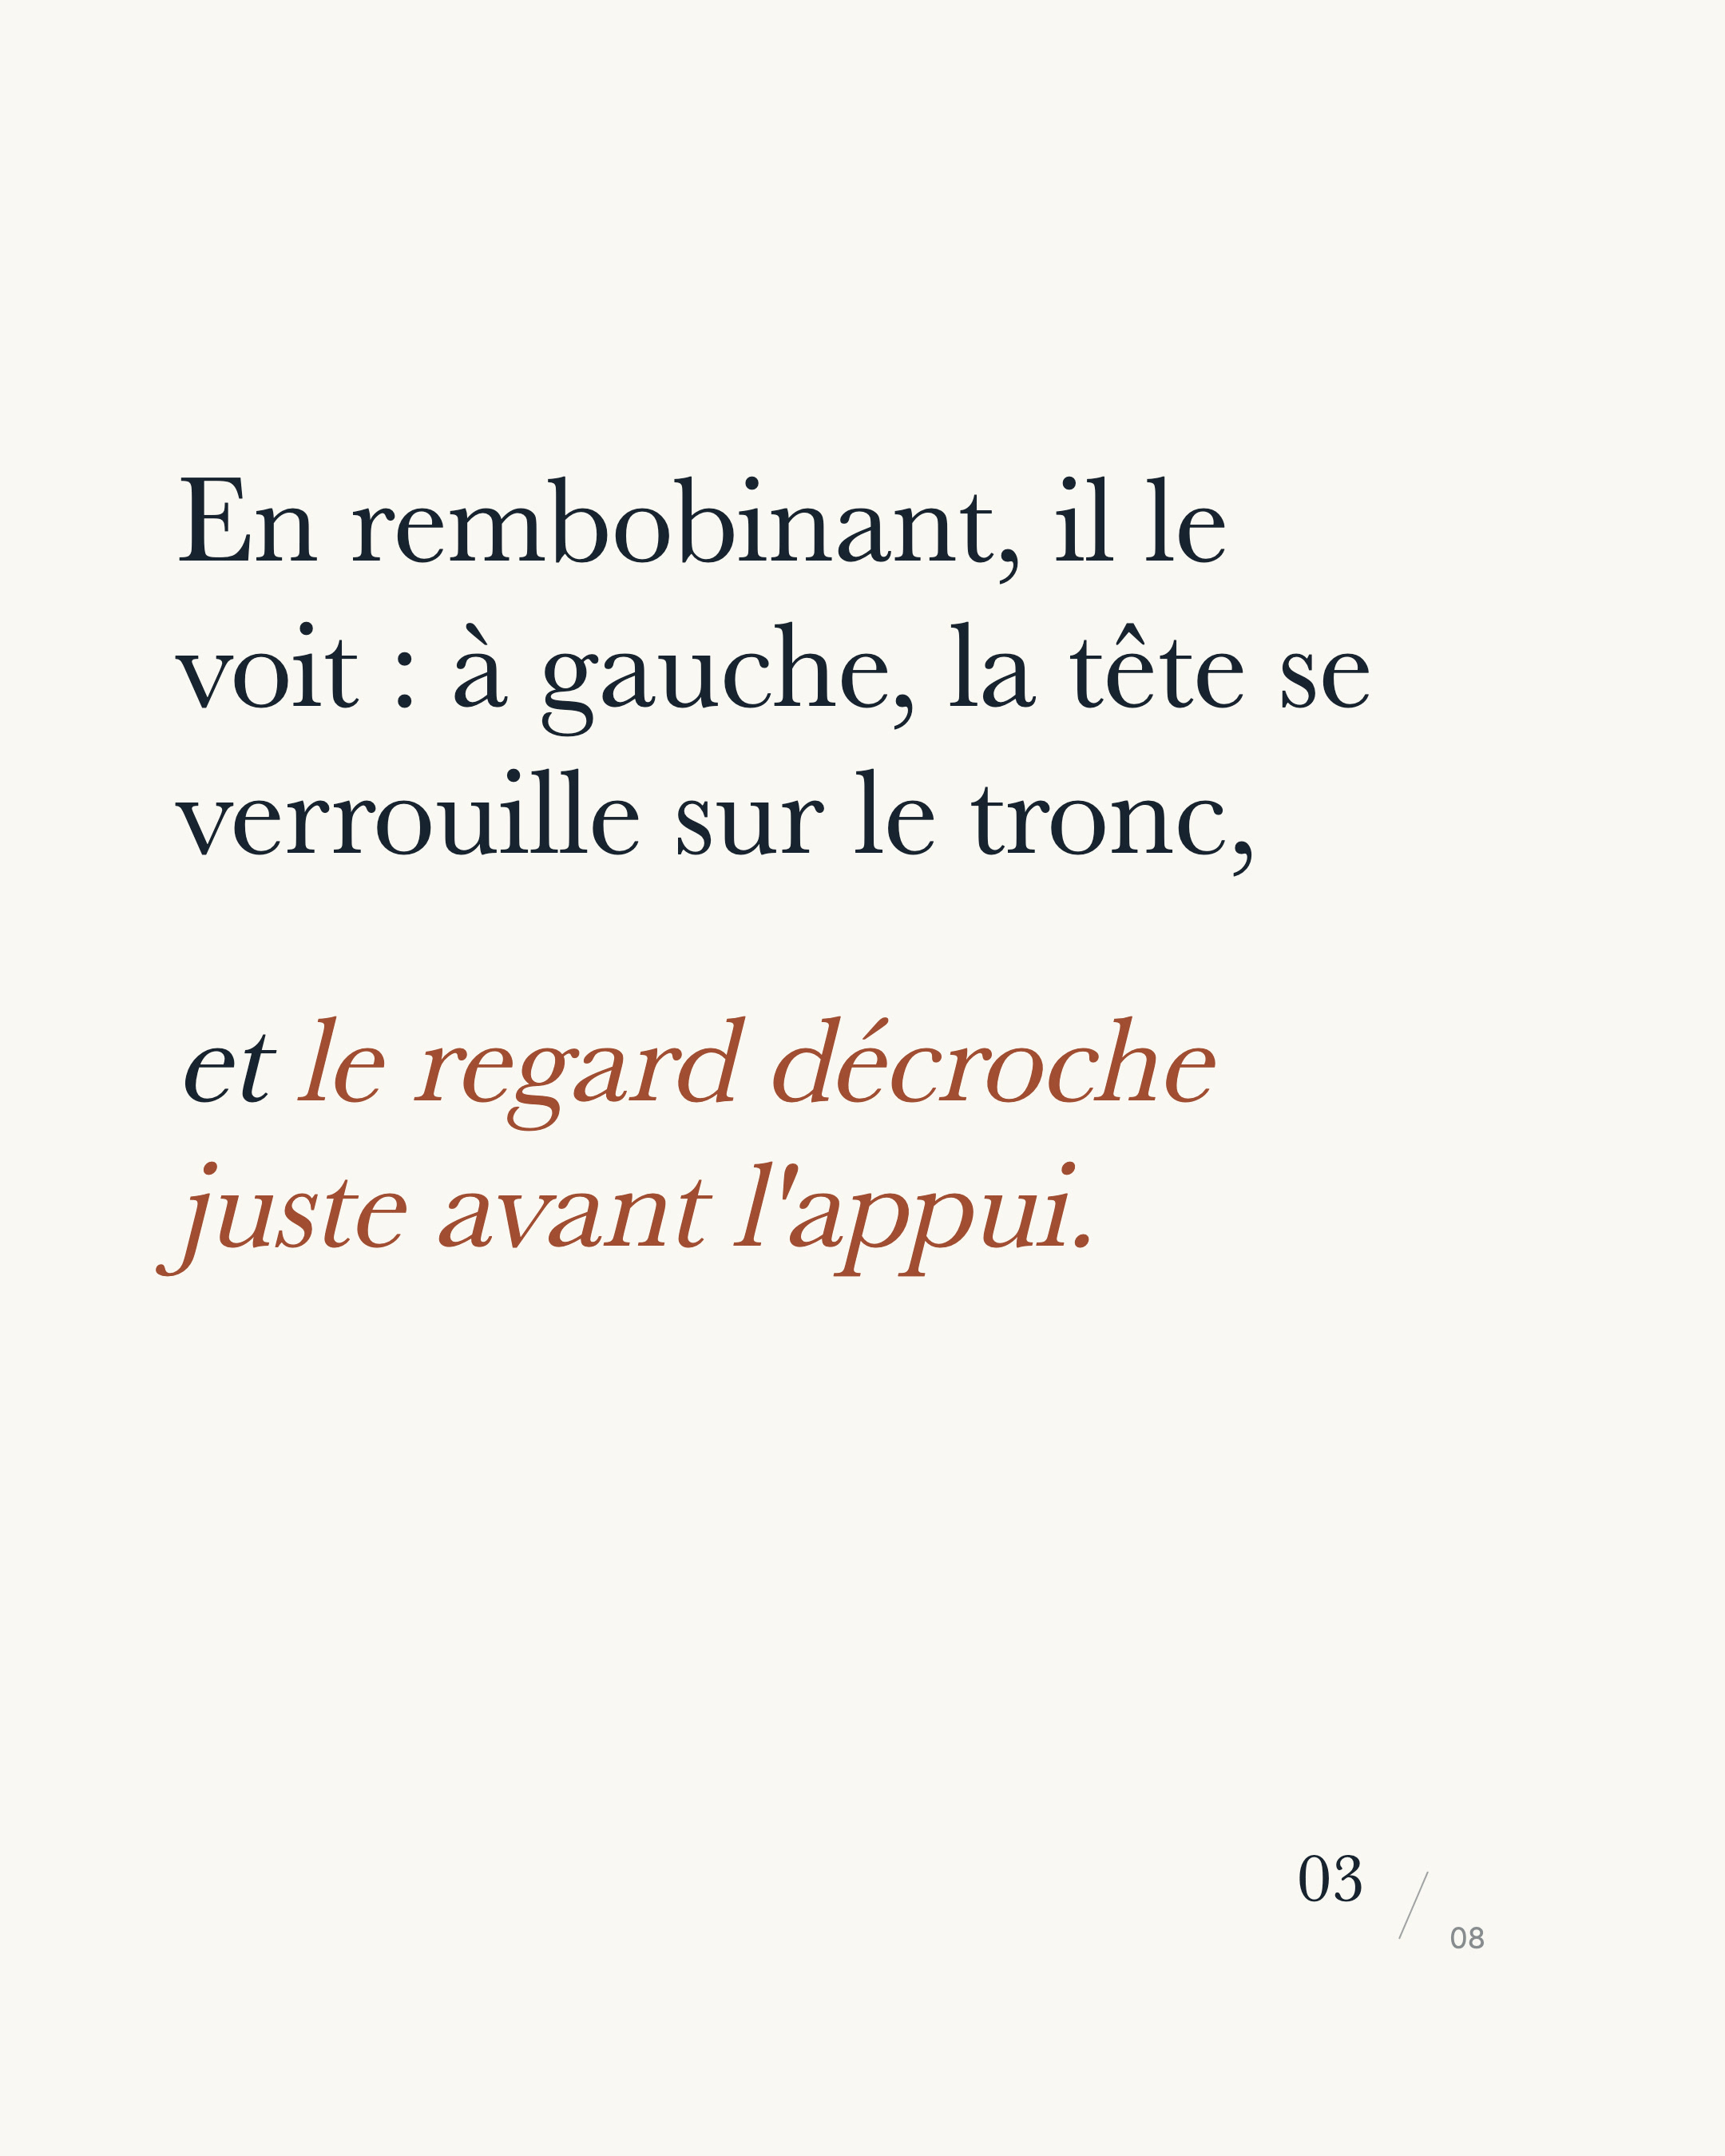 En rembobinant, il le
voit : à gauche, la tête se
verrouille sur le tronc,
et le regard décroche
juste avant l'appui.
03 / 08